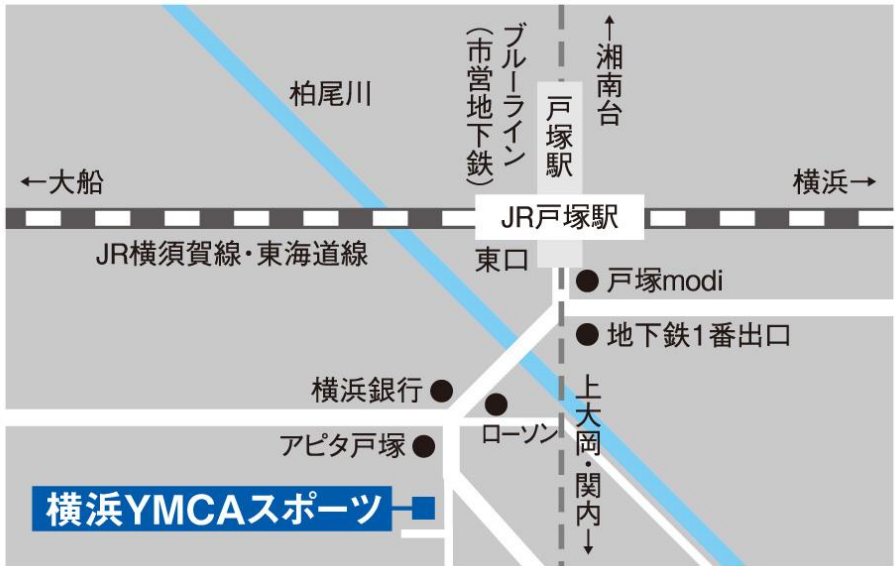 ブルーライン
（市営地下鉄）
↑湘南台
柏尾川
戸塚駅
←大船
横浜→
JR戸塚駅
JR横須賀線・東海道線
東口
戸塚modi
地下鉄1番出口
横浜銀行
ローソン
上大岡・関内→
アピタ戸塚
横浜YMCAスポーツ